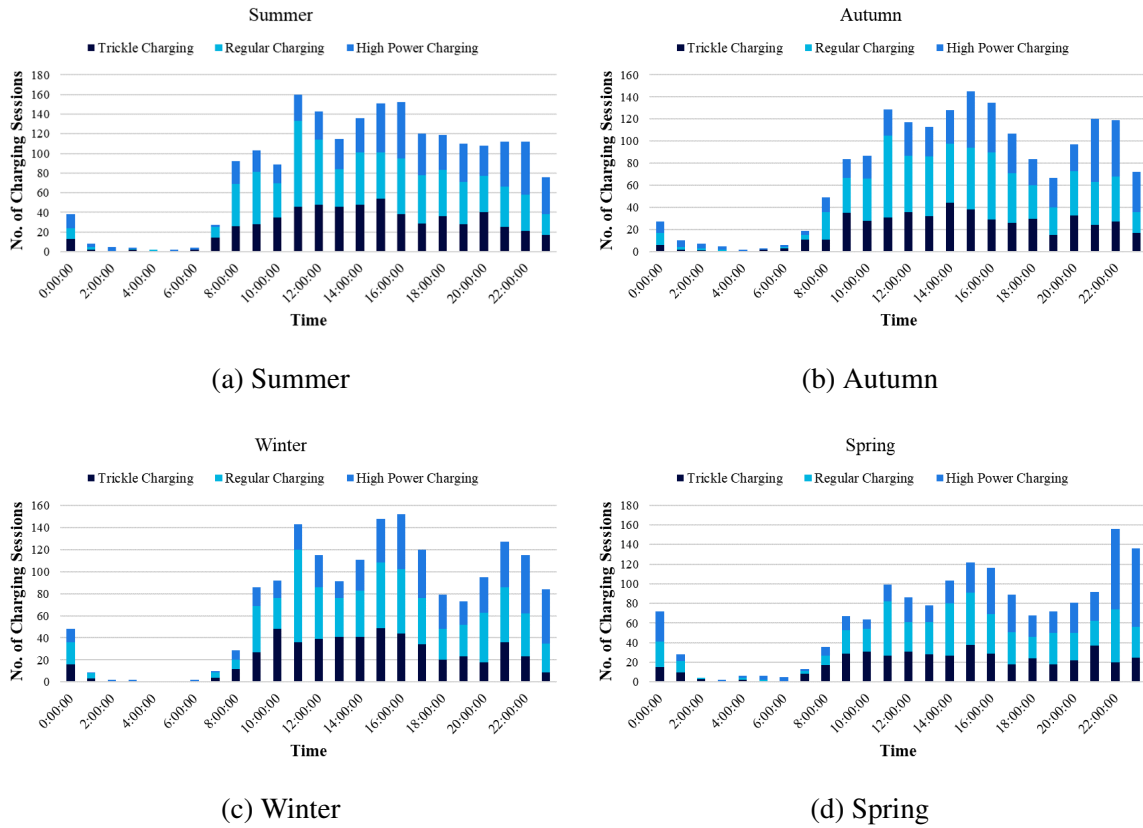 Summer
Trickle Charging Regular Charging High Power Charging
No. of Charging Sessions
180
160
140
120
100
80
60
40
20
0
0:00:00 2:00:00 4:00:00 6:00:00 8:00:00 10:00:00 12:00:00 14:00:00 16:00:00 18:00:00 20:00:00 22:00:00
Time
(a) Summer
Autumn
Trickle Charging Regular Charging High Power Charging
No. of Charging Sessions
160
140
120
100
80
60
40
20
0
0:00:00 2:00:00 4:00:00 6:00:00 8:00:00 10:00:00 12:00:00 14:00:00 16:00:00 18:00:00 20:00:00 22:00:00
Time
(b) Autumn
Winter
Trickle Charging Regular Charging High Power Charging
No. of Charging Sessions
160
140
120
100
80
60
40
20
0
0:00:00 2:00:00 4:00:00 6:00:00 8:00:00 10:00:00 12:00:00 14:00:00 16:00:00 18:00:00 20:00:00 22:00:00
Time
(c) Winter
Spring
Trickle Charging Regular Charging High Power Charging
No. of Charging Sessions
180
160
140
120
100
80
60
40
20
0
0:00:00 2:00:00 4:00:00 6:00:00 8:00:00 10:00:00 12:00:00 14:00:00 16:00:00 18:00:00 20:00:00 22:00:00
Time
(d) Spring